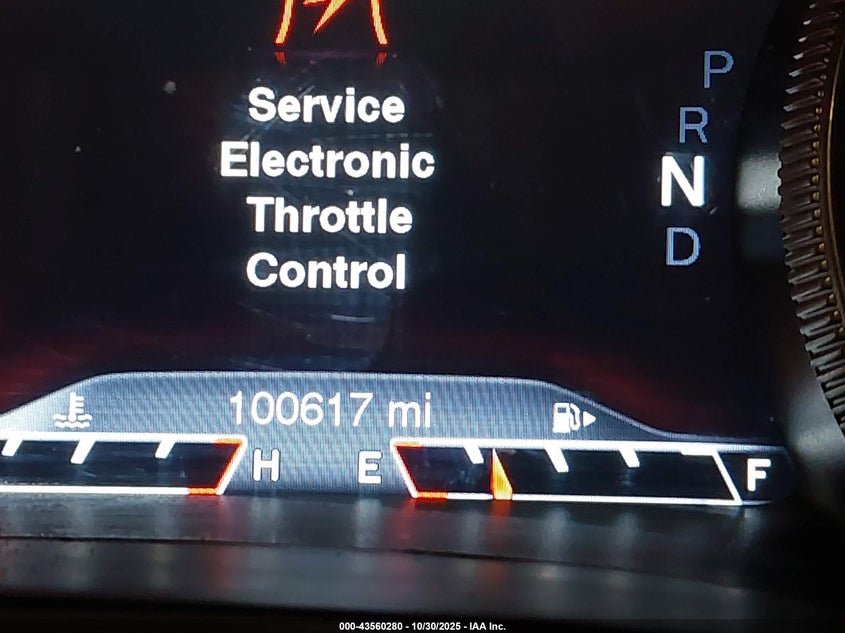 Service
Electronic
Throttle
Control
P
R
N
D
100617 mi
H E F
000-43560280 - 10/30/2025 - IAA Inc.